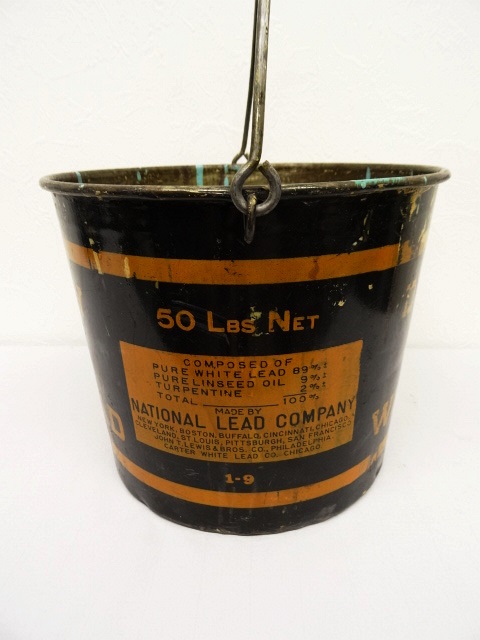 50 LBS NET
COMPOSED OF
PURE WHITE LEAD 89%
PURE LINSEED OIL 9%
TURPENTINE 2%
TOTAL 100%
MADE BY
NATIONAL LEAD COMPANY
NEW YORK, BOSTON, BUFFALO, CINCINNATI, CHICAGO,
CLEVELAND, ST. LOUIS, PITTSBURGH, SAN FRANCISCO
JOHN T. LEWIS & BROS. CO., PHILADELPHIA
CARTER WHITE LEAD CO., CHICAGO
1-9
D
W